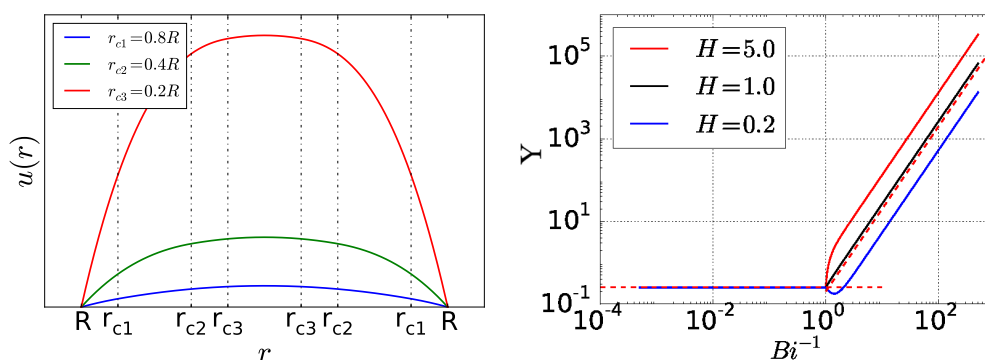 r_{c1}=0.8R
r_{c2}=0.4R
r_{c3}=0.2R
u(r)
R r_{c1} r_{c2} r_{c3} r_{c3} r_{c2} r_{c1} R
r
H=5.0
H=1.0
H=0.2
Y
10^5
10^3
10^1
10^{-1}
10^{-4} 10^{-2} 10^0 10^2
Bi^{-1}